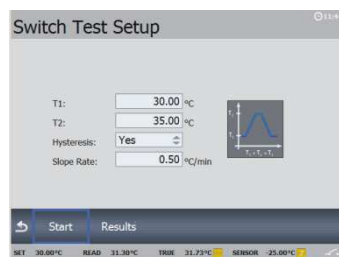 Switch Test Setup
T1: 30.00 °C
T2: 35.00 °C
Hysteresis: Yes
Slope Rate: 0.50 °C/min
Start Results
SET 30.00°C READ 31.30°C TRUE 31.73°C SENSOR -25.00°C